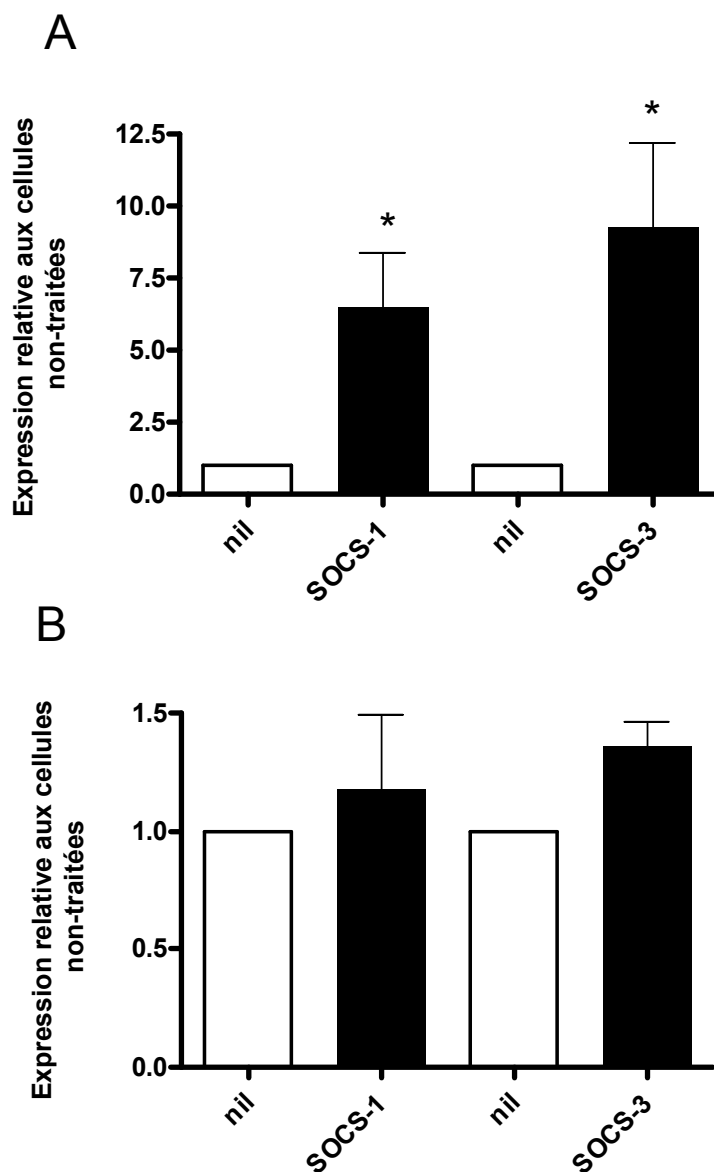 A
Expression relative aux cellules
non-traitées
12.5
10.0
7.5
5.0
2.5
0.0
*
*
nil
SOCS-1
nil
SOCS-3
B
Expression relative aux cellules
non-traitées
1.5
1.0
0.5
0.0
nil
SOCS-1
nil
SOCS-3